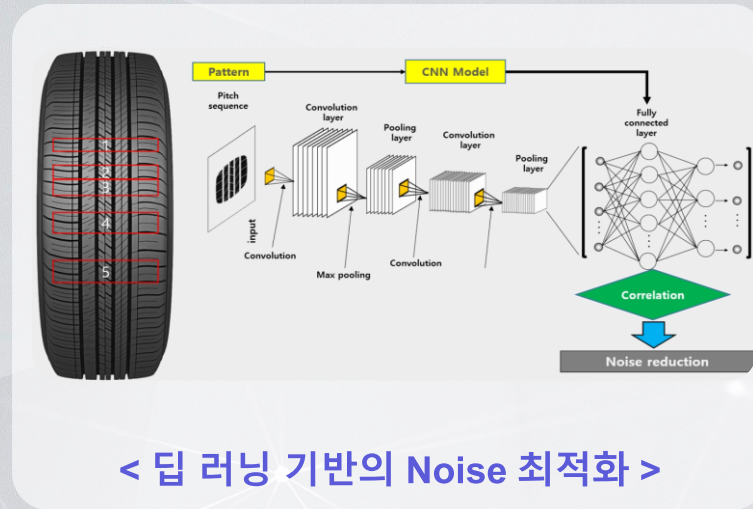 Pattern
CNN Model
Pitch
sequence
Convolution
layer
Pooling
layer
Convolution
layer
Pooling
layer
Fully
connected
layer
1
2
3
4
5
input
Convolution
Max pooling
Convolution
Correlation
Noise reduction
< 딥 러닝 기반의 Noise 최적화 >